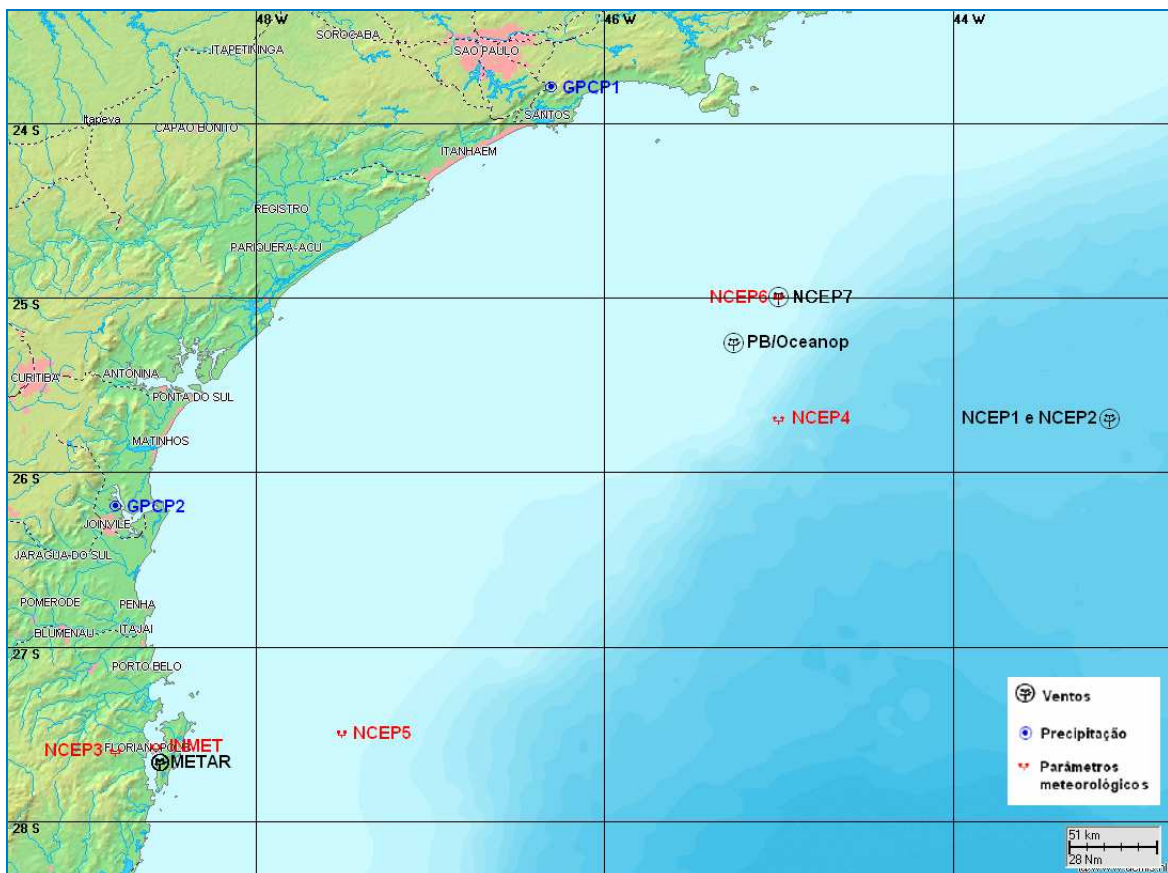 48 W
46 W
44 W
SOROCABA
ITAPETININGA
SAO PAULO
GPCP1
Itapeva
SANTOS
CAPAO BONITO
24 S
ITANHAEM
REGISTRO
PARIQUERA-ACU
25 S
NCEP6
NCEP7
PB/Oceanop
CURITIBA
ANTONINA
PONTA DO SUL
NCEP4
NCEP1 e NCEP2
MATINHOS
26 S
GPCP2
JOINVILE
JARAGUA DO SUL
POMERODE
PENHA
BLUMENAU
ITAJAI
27 S
PORTO BELO
Ventos
NCEP5
Precipitação
NCEP3
INMET
METAR
Parâmetros
meteorológicos
28 S
51 km
28 Nm